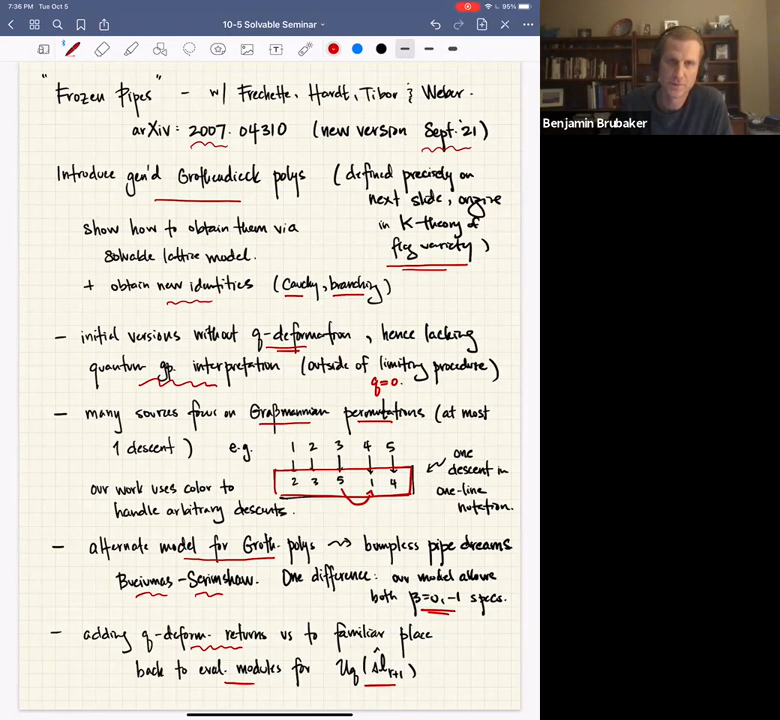 7:36 PM Tue Oct 5
95%
10-5 Solvable Seminar
"Frozen Pipes" - w/ Frechette, Hardt, Tibor & Weber.
arXiv: 2007.04310 (new version Sept. '21)
Introduce gen'd Grothendieck polys (defined precisely on
next slide, origins
in K-theory of
flag variety)
show how to obtain them via
solvable lattice model.
+ obtain new identities (Cauchy, branching)
- initial versions without q-deformation, hence lacking
quantum gp. interpretation (outside of limiting procedure)
q=0.
- many sources focus on Graßmannian permutations (at most
1 descent) e.g. 1 2 3 4 5
2 3 5 1 4
one
descent in
one-line
notation.
our work uses color to
handle arbitrary descents.
- alternate model for Groth. polys ⇝ bumpless pipe dreams
Buciumas-Scrimshaw. One difference: our model allows
both β=0,-1 specs.
- adding q-deform. returns us to familiar place
back to eval. modules for Uq(ŝl r+1)
Benjamin Brubaker